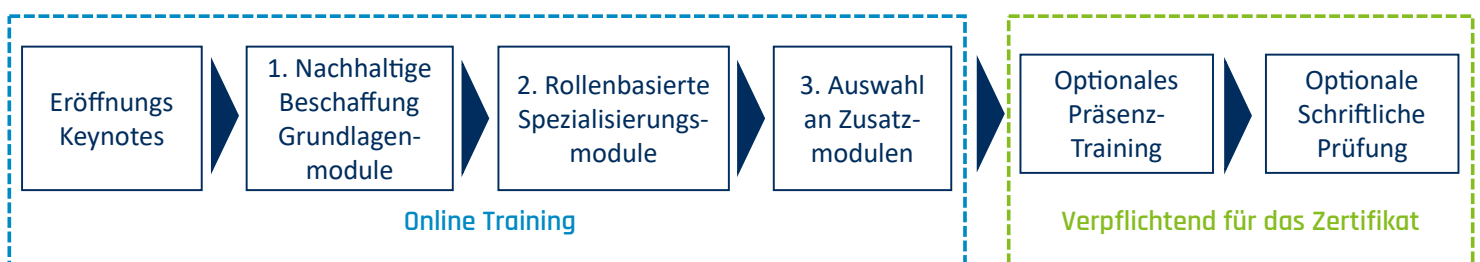 Eröffnungs
Keynotes
1. Nachhaltige
Beschaffung
Grundlagen-
module
2. Rollenbasierte
Spezialisierungs-
module
3. Auswahl
an Zusatz-
modulen
Optionales
Präsenz-
Training
Optionale
Schriftliche
Prüfung
Online Training
Verpflichtend für das Zertifikat